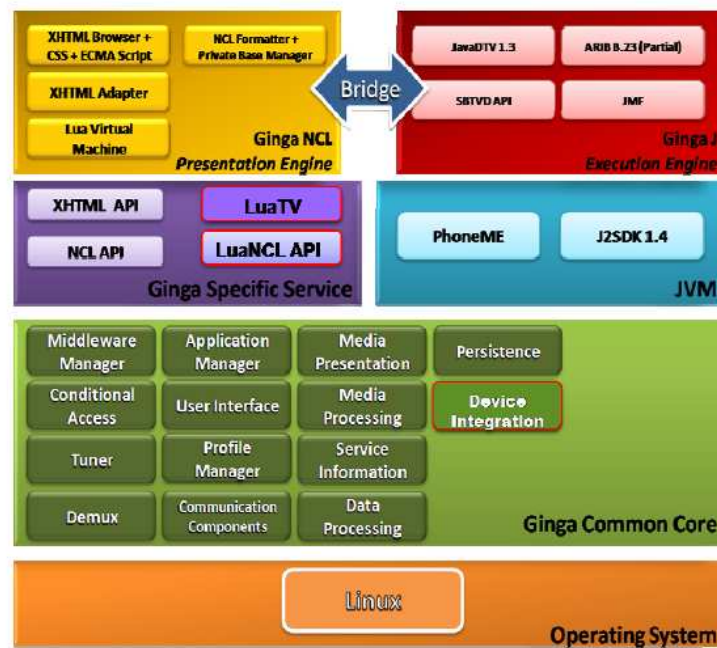 XHTML Browser +
CSS + ECMA Script
NCL Formatter +
Private Base Manager
XHTML Adapter
Lua Virtual
Machine
Ginga NCL
Presentation Engine
Bridge
JavaDTV 1.3
ARIB B.23 (Partial)
SBTVD API
JMF
Ginga J
Execution Engine
XHTML API
LuaTV
NCL API
LuaNCL API
Ginga Specific Service
PhoneME
J2SDK 1.4
JVM
Middleware
Manager
Application
Manager
Media
Presentation
Persistence
Conditional
Access
User Interface
Media
Processing
Device
Integration
Tuner
Profile
Manager
Service
Information
Demux
Communication
Components
Data
Processing
Ginga Common Core
Linux
Operating System